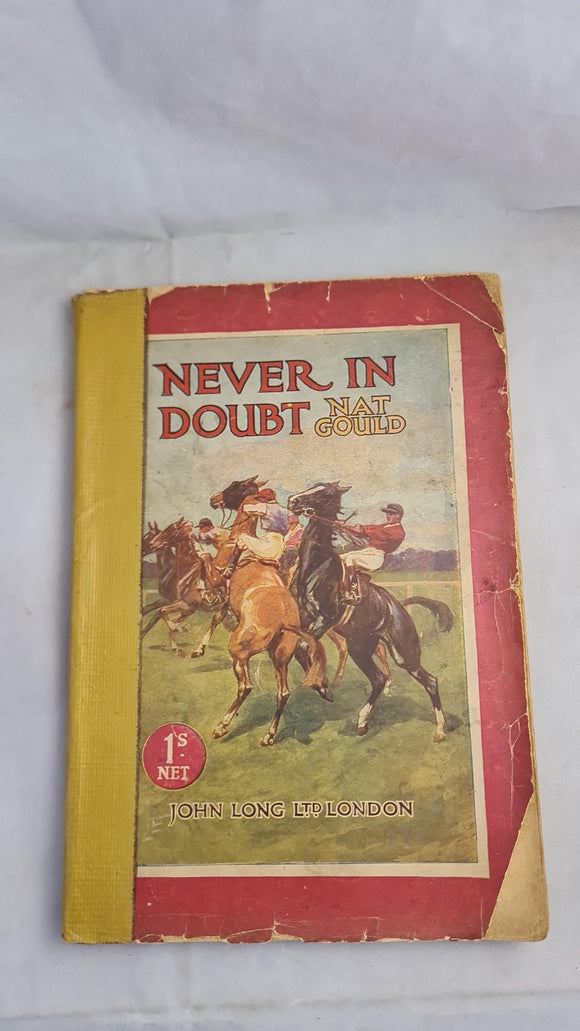 NEVER IN
DOUBT NAT
GOULD
1S.
NET
JOHN LONG LTD LONDON